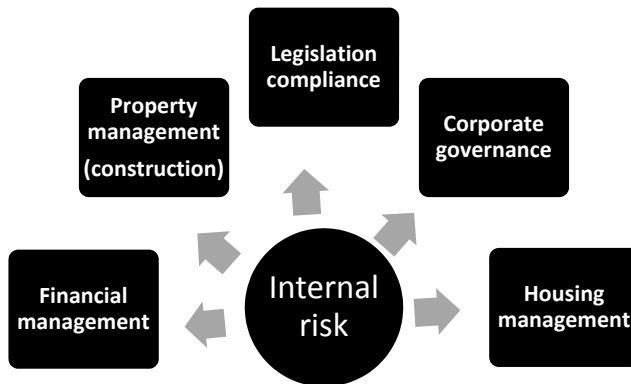 Legislation
compliance
Property
management
(construction)
Corporate
governance
Financial
management
Internal
risk
Housing
management